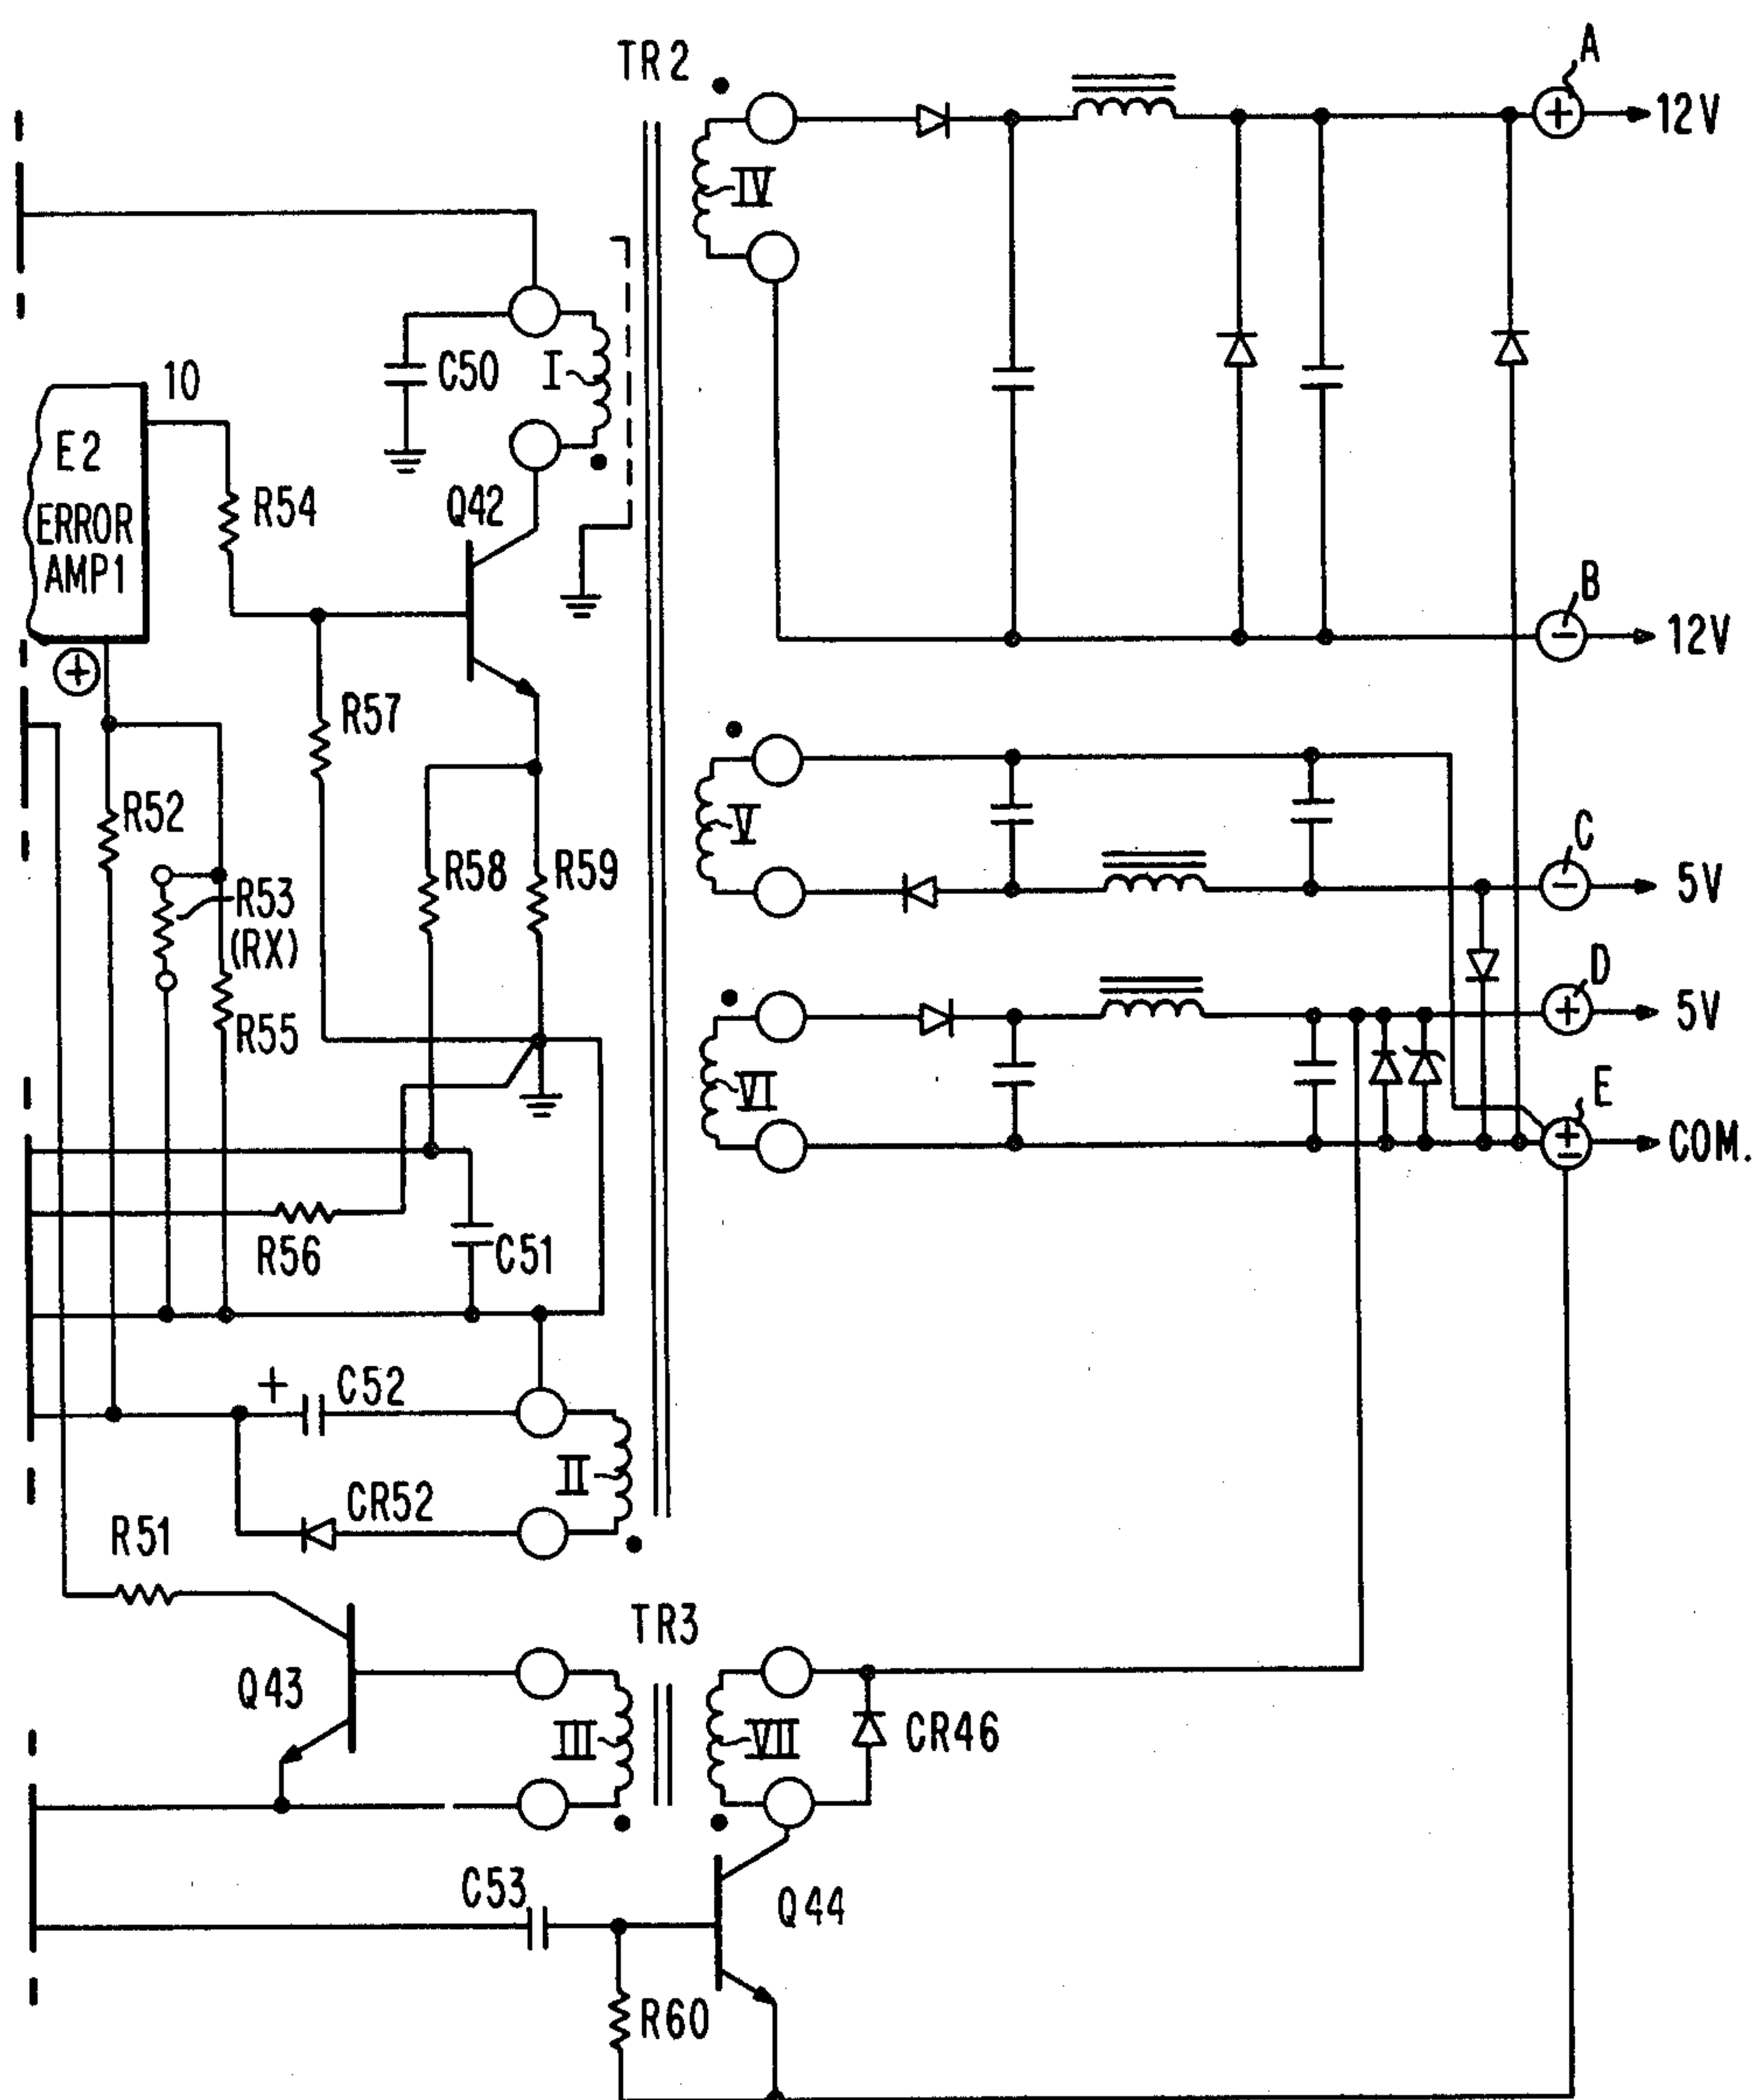 TR2
A
12V
IV
10
C50
I
E2
ERROR
AMP1
R54
Q42
B
12V
R57
R52
V
C
5V
R58
R59
R53
(RX)
D
5V
R55
VI
E
COM.
R56
C51
+
C52
II
CR52
R51
TR3
Q43
III
VII
CR46
C53
Q44
R60